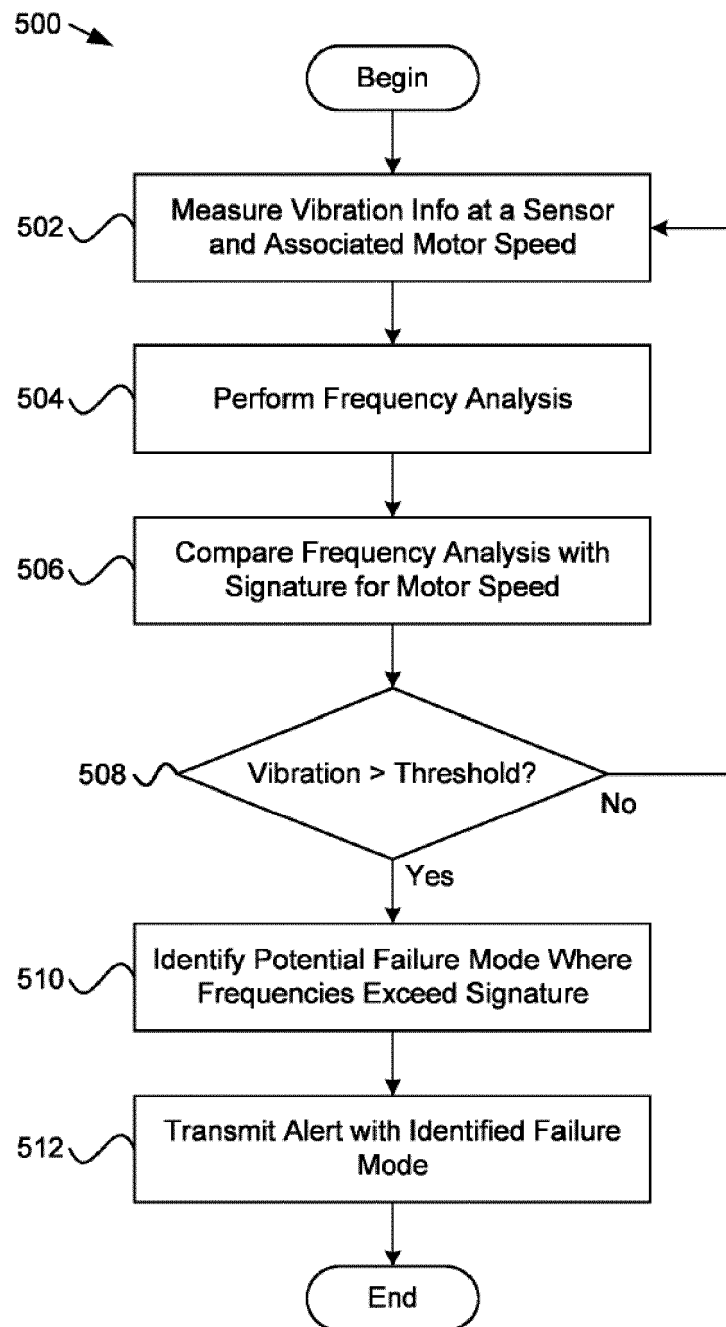 500
Begin
502
Measure Vibration Info at a Sensor
and Associated Motor Speed
504
Perform Frequency Analysis
506
Compare Frequency Analysis with
Signature for Motor Speed
508
Vibration > Threshold?
No
Yes
510
Identify Potential Failure Mode Where
Frequencies Exceed Signature
512
Transmit Alert with Identified Failure
Mode
End